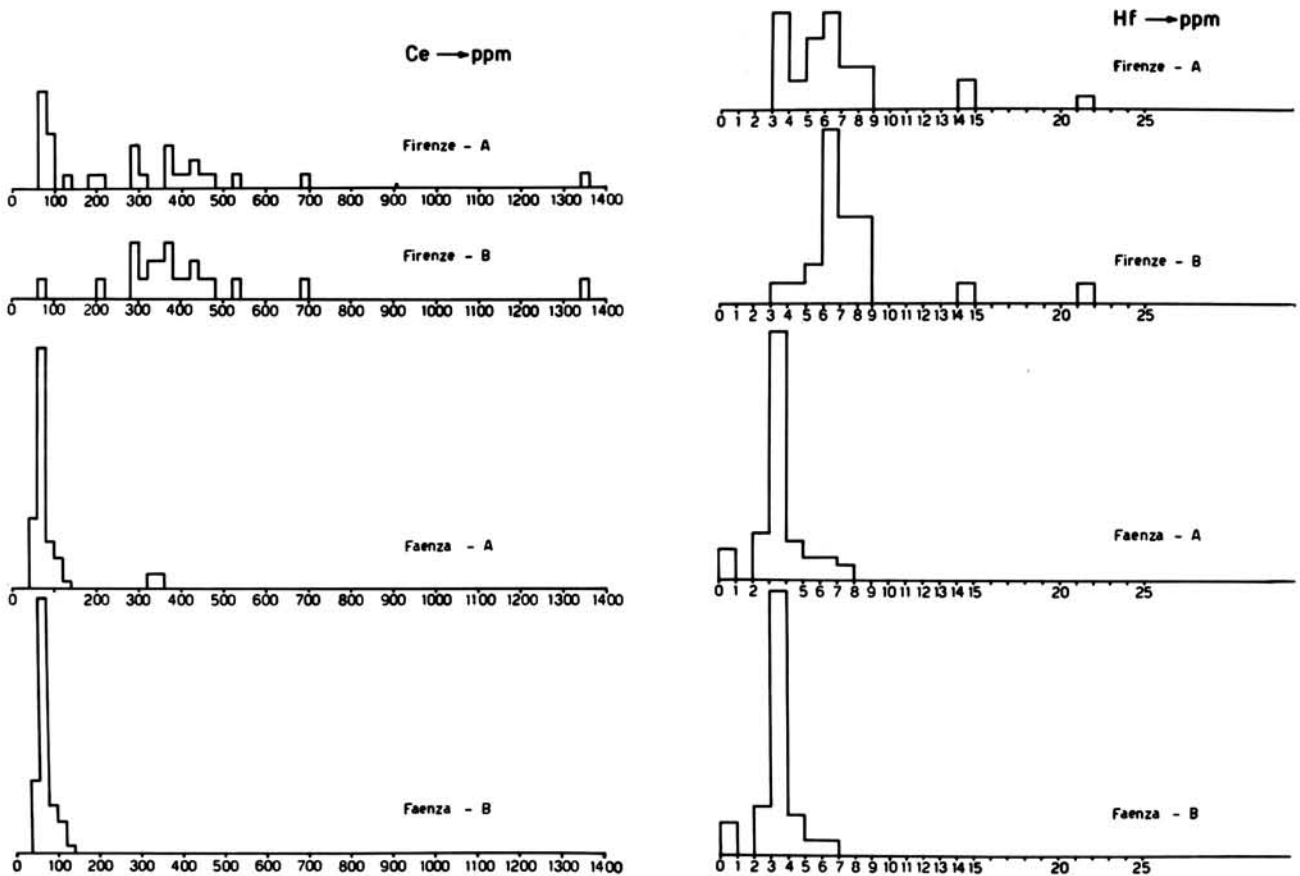 Ce → ppm
Firenze - A
0 100 200 300 400 500 600 700 800 900 1000 1100 1200 1300 1400
Firenze - B
0 100 200 300 400 500 600 700 800 900 1000 1100 1200 1300 1400
Faenza - A
0 200 300 400 500 600 700 800 900 1000 1100 1200 1300 1400
Faenza - B
0 100 200 300 400 500 600 700 800 900 1000 1100 1200 1300 1400
Hf → ppm
Firenze - A
0 1 2 3 4 5 6 7 8 9 10 11 12 13 14 15 20 25
Firenze - B
0 1 2 3 4 5 6 7 8 9 10 11 12 13 14 15 20 25
Faenza - A
0 1 2 5 6 7 8 9 10 11 12 13 14 15 20 25
Faenza - B
0 1 2 3 4 5 6 7 8 9 10 11 12 13 14 15 20 25